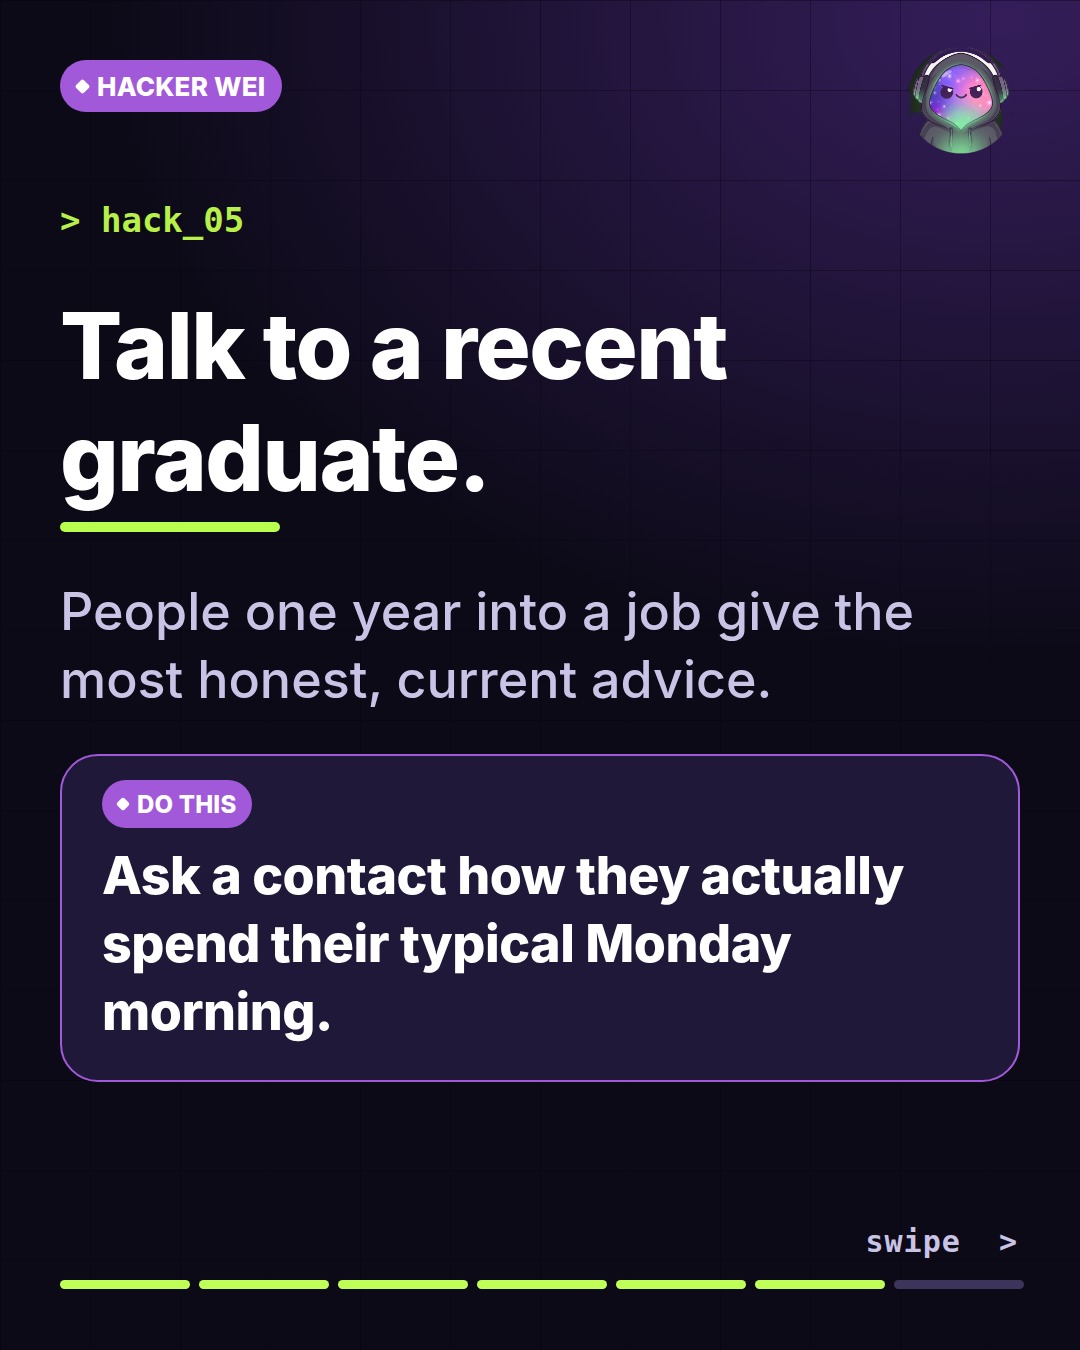 HACKER WEI
> hack_05
Talk to a recent
graduate.
People one year into a job give the
most honest, current advice.
DO THIS
Ask a contact how they actually
spend their typical Monday
morning.
swipe >